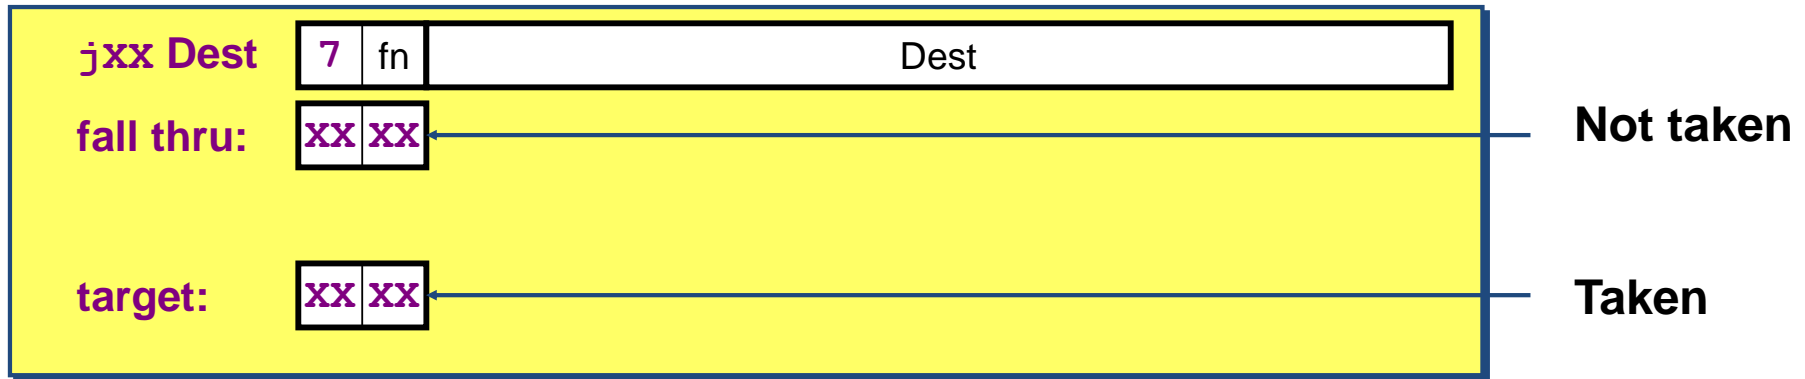 jXX Dest 7 fn Dest
fall thru: XX XX Not taken
target: XX XX Taken